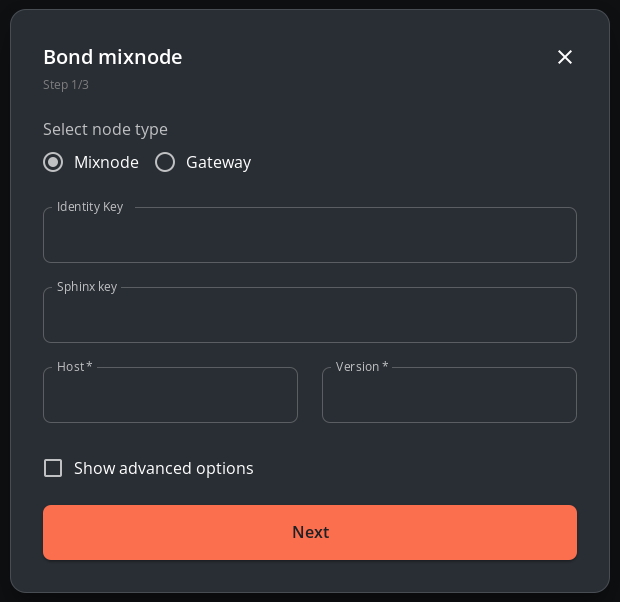 Bond mixnode
Step 1/3
Select node type
Mixnode Gateway
Identity Key
Sphinx key
Host * Version *
Show advanced options
Next